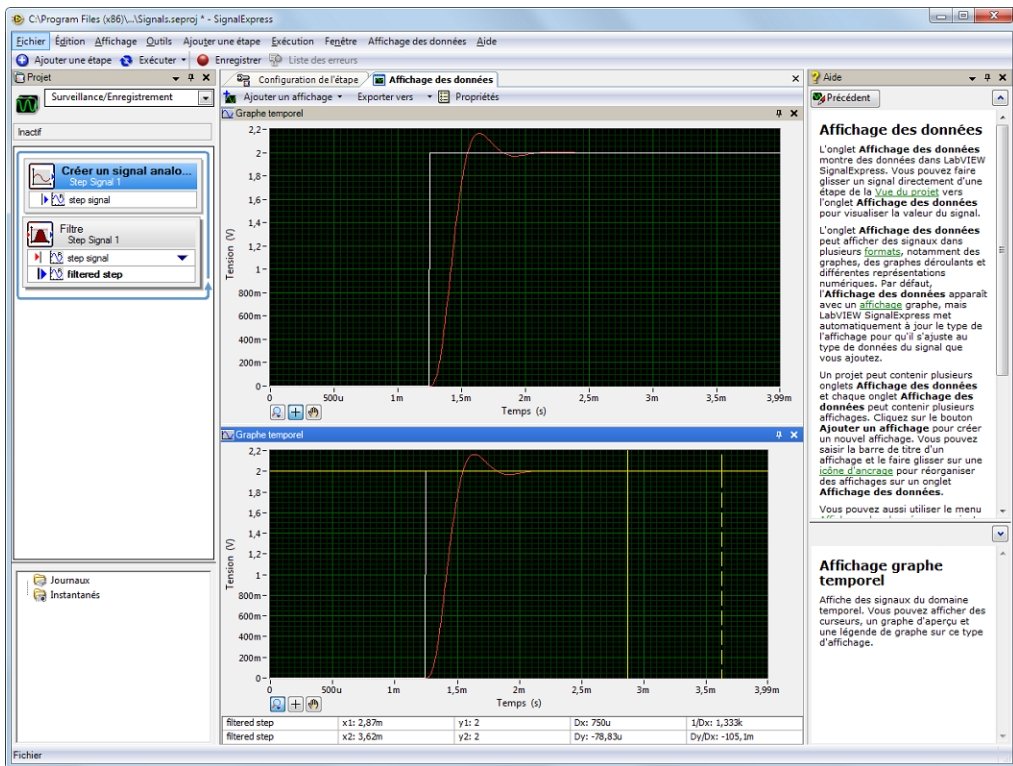 C:\Program Files (x86)\...\Signals.seproj * - SignalExpress
Fichier Édition Affichage Outils Ajouter une étape Exécution Fenêtre Affichage des données Aide
Ajouter une étape Exécuter Enregistrer Liste des erreurs
Projet
Surveillance/Enregistrement
Inactif
Créer un signal analo...
Step Signal 1
step signal
Filtre
Step Signal 1
step signal
filtered step
Journaux
Instantanés
Configuration de l'étape
Affichage des données
Ajouter un affichage Exporter vers Propriétés
Graphe temporel
Tension (V)
2,2
2
1,8
1,6
1,4
1,2
1
800m
600m
400m
200m
0
0 500u 1m 1,5m 2m 2,5m 3m 3,5m 3,99m
Temps (s)
Graphe temporel
Tension (V)
2,2
2
1,8
1,6
1,4
1,2
1
800m
600m
400m
200m
0
0 500u 1m 1,5m 2m 2,5m 3m 3,5m 3,99m
Temps (s)
filtered step x1: 2,87m y1: 2 Dx: 750u 1/Dx: 1,333k
filtered step x2: 3,62m y2: 2 Dy: -78,83u Dy/Dx: -105,1m
Aide
Précédent
Affichage des données
L'onglet Affichage des données
montre des données dans LabVIEW
SignalExpress. Vous pouvez faire
glisser un signal directement d'une
étape de la Vue du projet vers
l'onglet Affichage des données
pour visualiser la valeur du signal.
L'onglet Affichage des données
peut afficher des signaux dans
plusieurs formats, notamment des
graphes, des graphes déroulants et
différentes représentations
numériques. Par défaut,
l'Affichage des données apparaît
avec un affichage graphe, mais
LabVIEW SignalExpress met
automatiquement à jour le type de
l'affichage pour qu'il s'ajuste au
type de données du signal que
vous ajoutez.
Un projet peut contenir plusieurs
onglets Affichage des données
et chaque onglet Affichage des
données peut contenir plusieurs
affichages. Cliquez sur le bouton
Ajouter un affichage pour créer
un nouvel affichage. Vous pouvez
saisir la barre de titre d'un
affichage et le faire glisser sur une
icône d'ancrage pour réorganiser
des affichages sur un onglet
Affichage des données.
Vous pouvez aussi utiliser le menu
Affichage graphe
temporel
Affiche des signaux du domaine
temporel. Vous pouvez afficher des
curseurs, un graphe d'aperçu et
une légende de graphe sur ce type
d'affichage.
Fichier